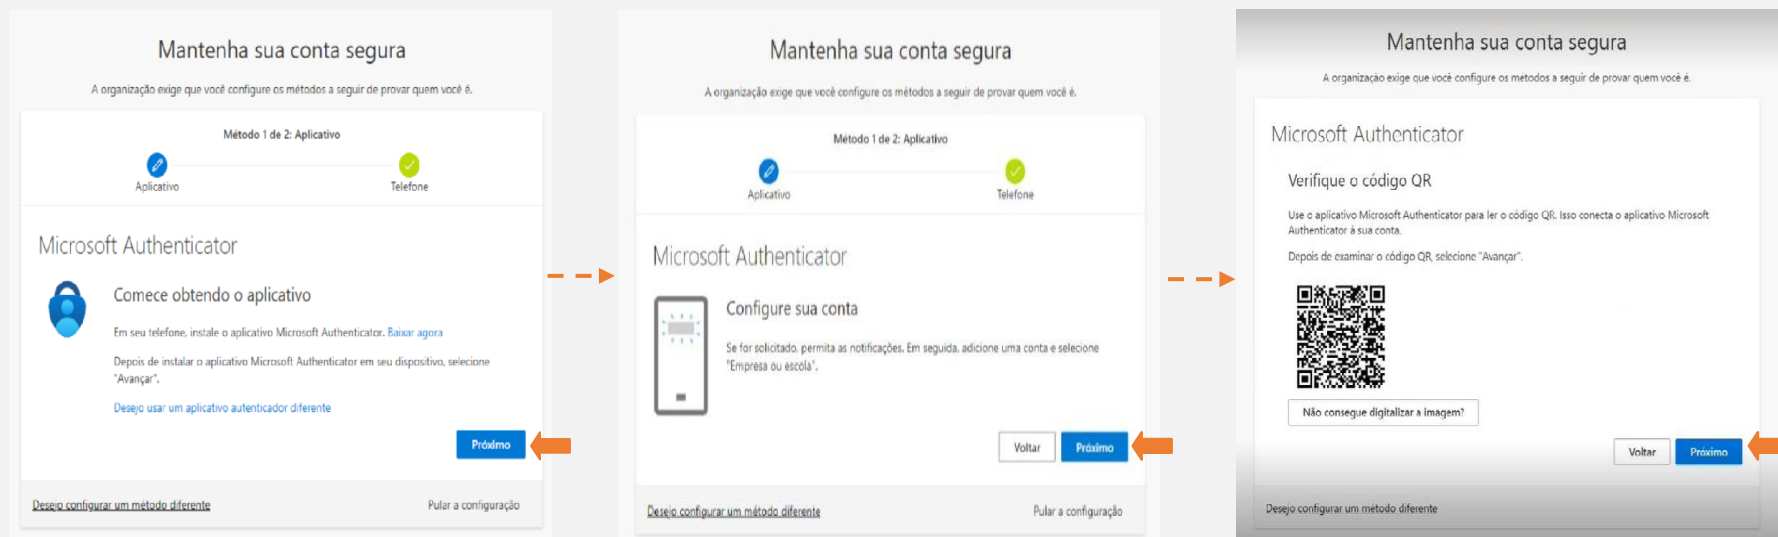 Mantenha sua conta segura
A organização exige que você configure os métodos a seguir de provar quem você é.
Método 1 de 2: Aplicativo
Aplicativo
Telefone
Microsoft Authenticator
Comece obtendo o aplicativo
Em seu telefone, instale o aplicativo Microsoft Authenticator. Baixar agora
Depois de instalar o aplicativo Microsoft Authenticator em seu dispositivo, selecione
"Avançar".
Desejo usar um aplicativo autenticador diferente
Próximo
Desejo configurar um método diferente
Pular a configuração
Mantenha sua conta segura
A organização exige que você configure os métodos a seguir de provar quem você é.
Método 1 de 2: Aplicativo
Aplicativo
Telefone
Microsoft Authenticator
Configure sua conta
Se for solicitado, permita as notificações. Em seguida, adicione uma conta e selecione
"Empresa ou escola".
Voltar
Próximo
Desejo configurar um método diferente
Pular a configuração
Mantenha sua conta segura
A organização exige que você configure os métodos a seguir de provar quem você é.
Microsoft Authenticator
Verifique o código QR
Use o aplicativo Microsoft Authenticator para ler o código QR. Isso conecta o aplicativo Microsoft
Authenticator à sua conta.
Depois de examinar o código QR, selecione "Avançar".
Não consegue digitalizar a imagem?
Voltar
Próximo
Desejo configurar um método diferente